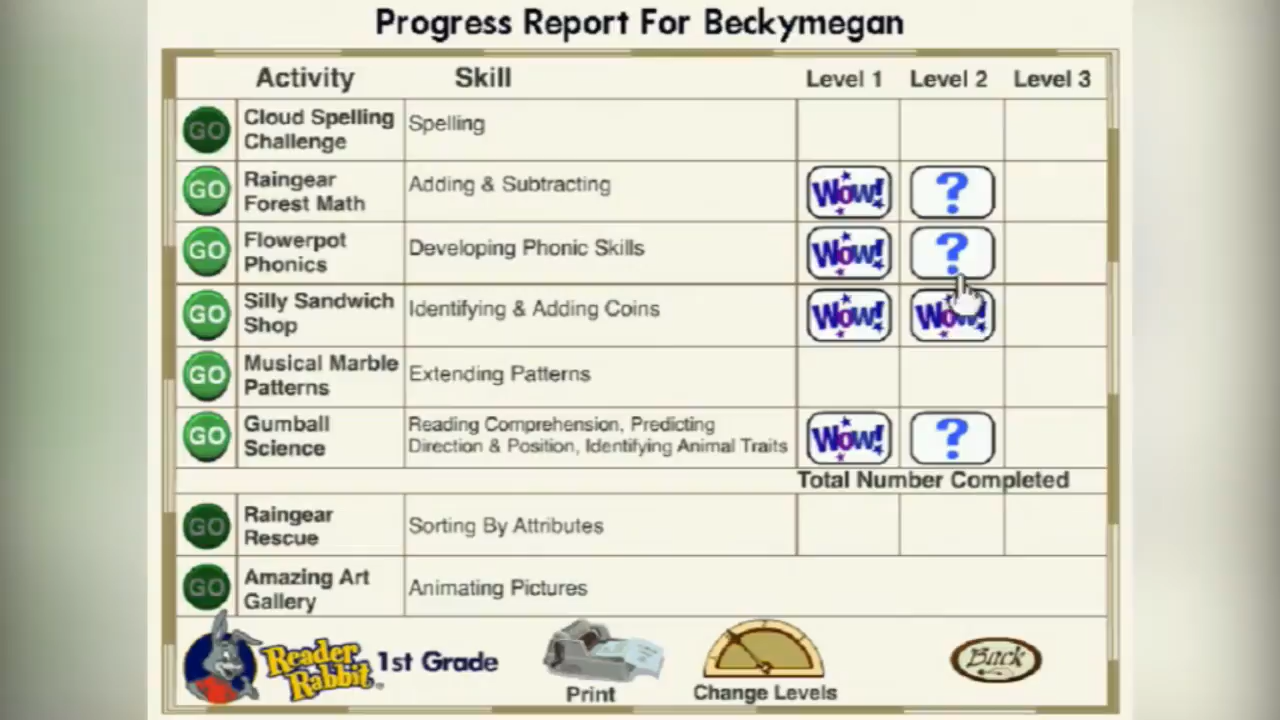 Progress Report For Beckymegan
Activity Skill Level 1 Level 2 Level 3
GO Cloud Spelling Challenge Spelling
GO Raingear Forest Math Adding & Subtracting Wow! ?
GO Flowerpot Phonics Developing Phonic Skills Wow! ?
GO Silly Sandwich Shop Identifying & Adding Coins Wow! Wow!
GO Musical Marble Patterns Extending Patterns
GO Gumball Science Reading Comprehension, Predicting
Direction & Position, Identifying Animal Traits Wow! ?
Total Number Completed
GO Raingear Rescue Sorting By Attributes
GO Amazing Art Gallery Animating Pictures
Reader Rabbit 1st Grade
Print
Change Levels
Back